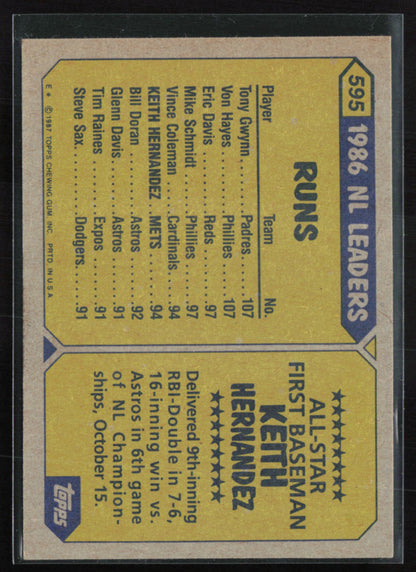 595 1986 NL LEADERS
RUNS
Player Team No.
Tony Gwynn . . . . . Padres . . . . 107
Von Hayes . . . . . Phillies . . . . 107
Eric Davis . . . . . Reds . . . . 97
Mike Schmidt . . . . . Phillies . . . . 97
Vince Coleman . . . . Cardinals . . . . 94
KEITH HERNANDEZ . . METS . . . . 94
Bill Doran . . . . . Astros . . . . 92
Glenn Davis . . . . . Astros . . . . 91
Tim Raines . . . . . Expos . . . . 91
Steve Sax . . . . . Dodgers . . . . 91
E * © 1987 TOPPS CHEWING GUM, INC. PRTD. IN U.S.A.
★★★★★★★★
ALL-STAR
FIRST BASEMAN
KEITH
HERNANDEZ
★★★★★★★★
Delivered 9th-inning
RBI-Double in 7-6,
16-inning win vs.
Astros in 6th game
of NL Champion-
ships, October 15.
topps